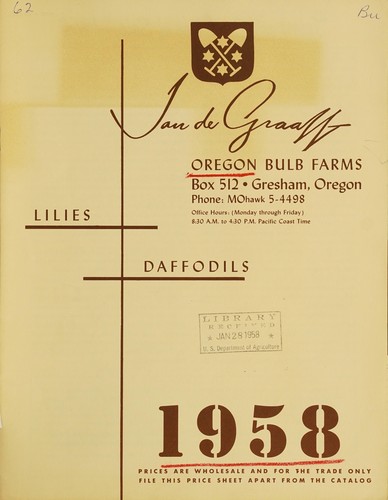 62
Bu
Jan de Graaff
OREGON BULB FARMS
Box 512 • Gresham, Oregon
Phone: MOhawk 5-4498
Office Hours: (Monday through Friday)
8:30 A.M. to 4:30 P.M. Pacific Coast Time
LILIES
DAFFODILS
LIBRARY
RECEIVED
★ JAN 28 1958 ★
U. S. Department of Agriculture
1958
PRICES ARE WHOLESALE AND FOR THE TRADE ONLY
FILE THIS PRICE SHEET APART FROM THE CATALOG